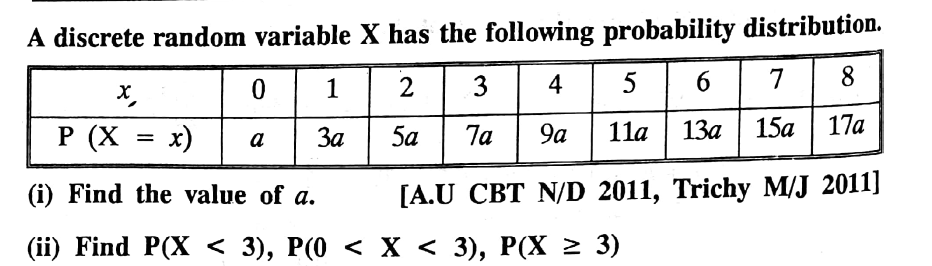 A discrete random variable X has the following probability distribution.
x 0 1 2 3 4 5 6 7 8
P (X = x) a 3a 5a 7a 9a 11a 13a 15a 17a
(i) Find the value of a. [A.U CBT N/D 2011, Trichy M/J 2011]
(ii) Find P(X < 3), P(0 < X < 3), P(X ≥ 3)